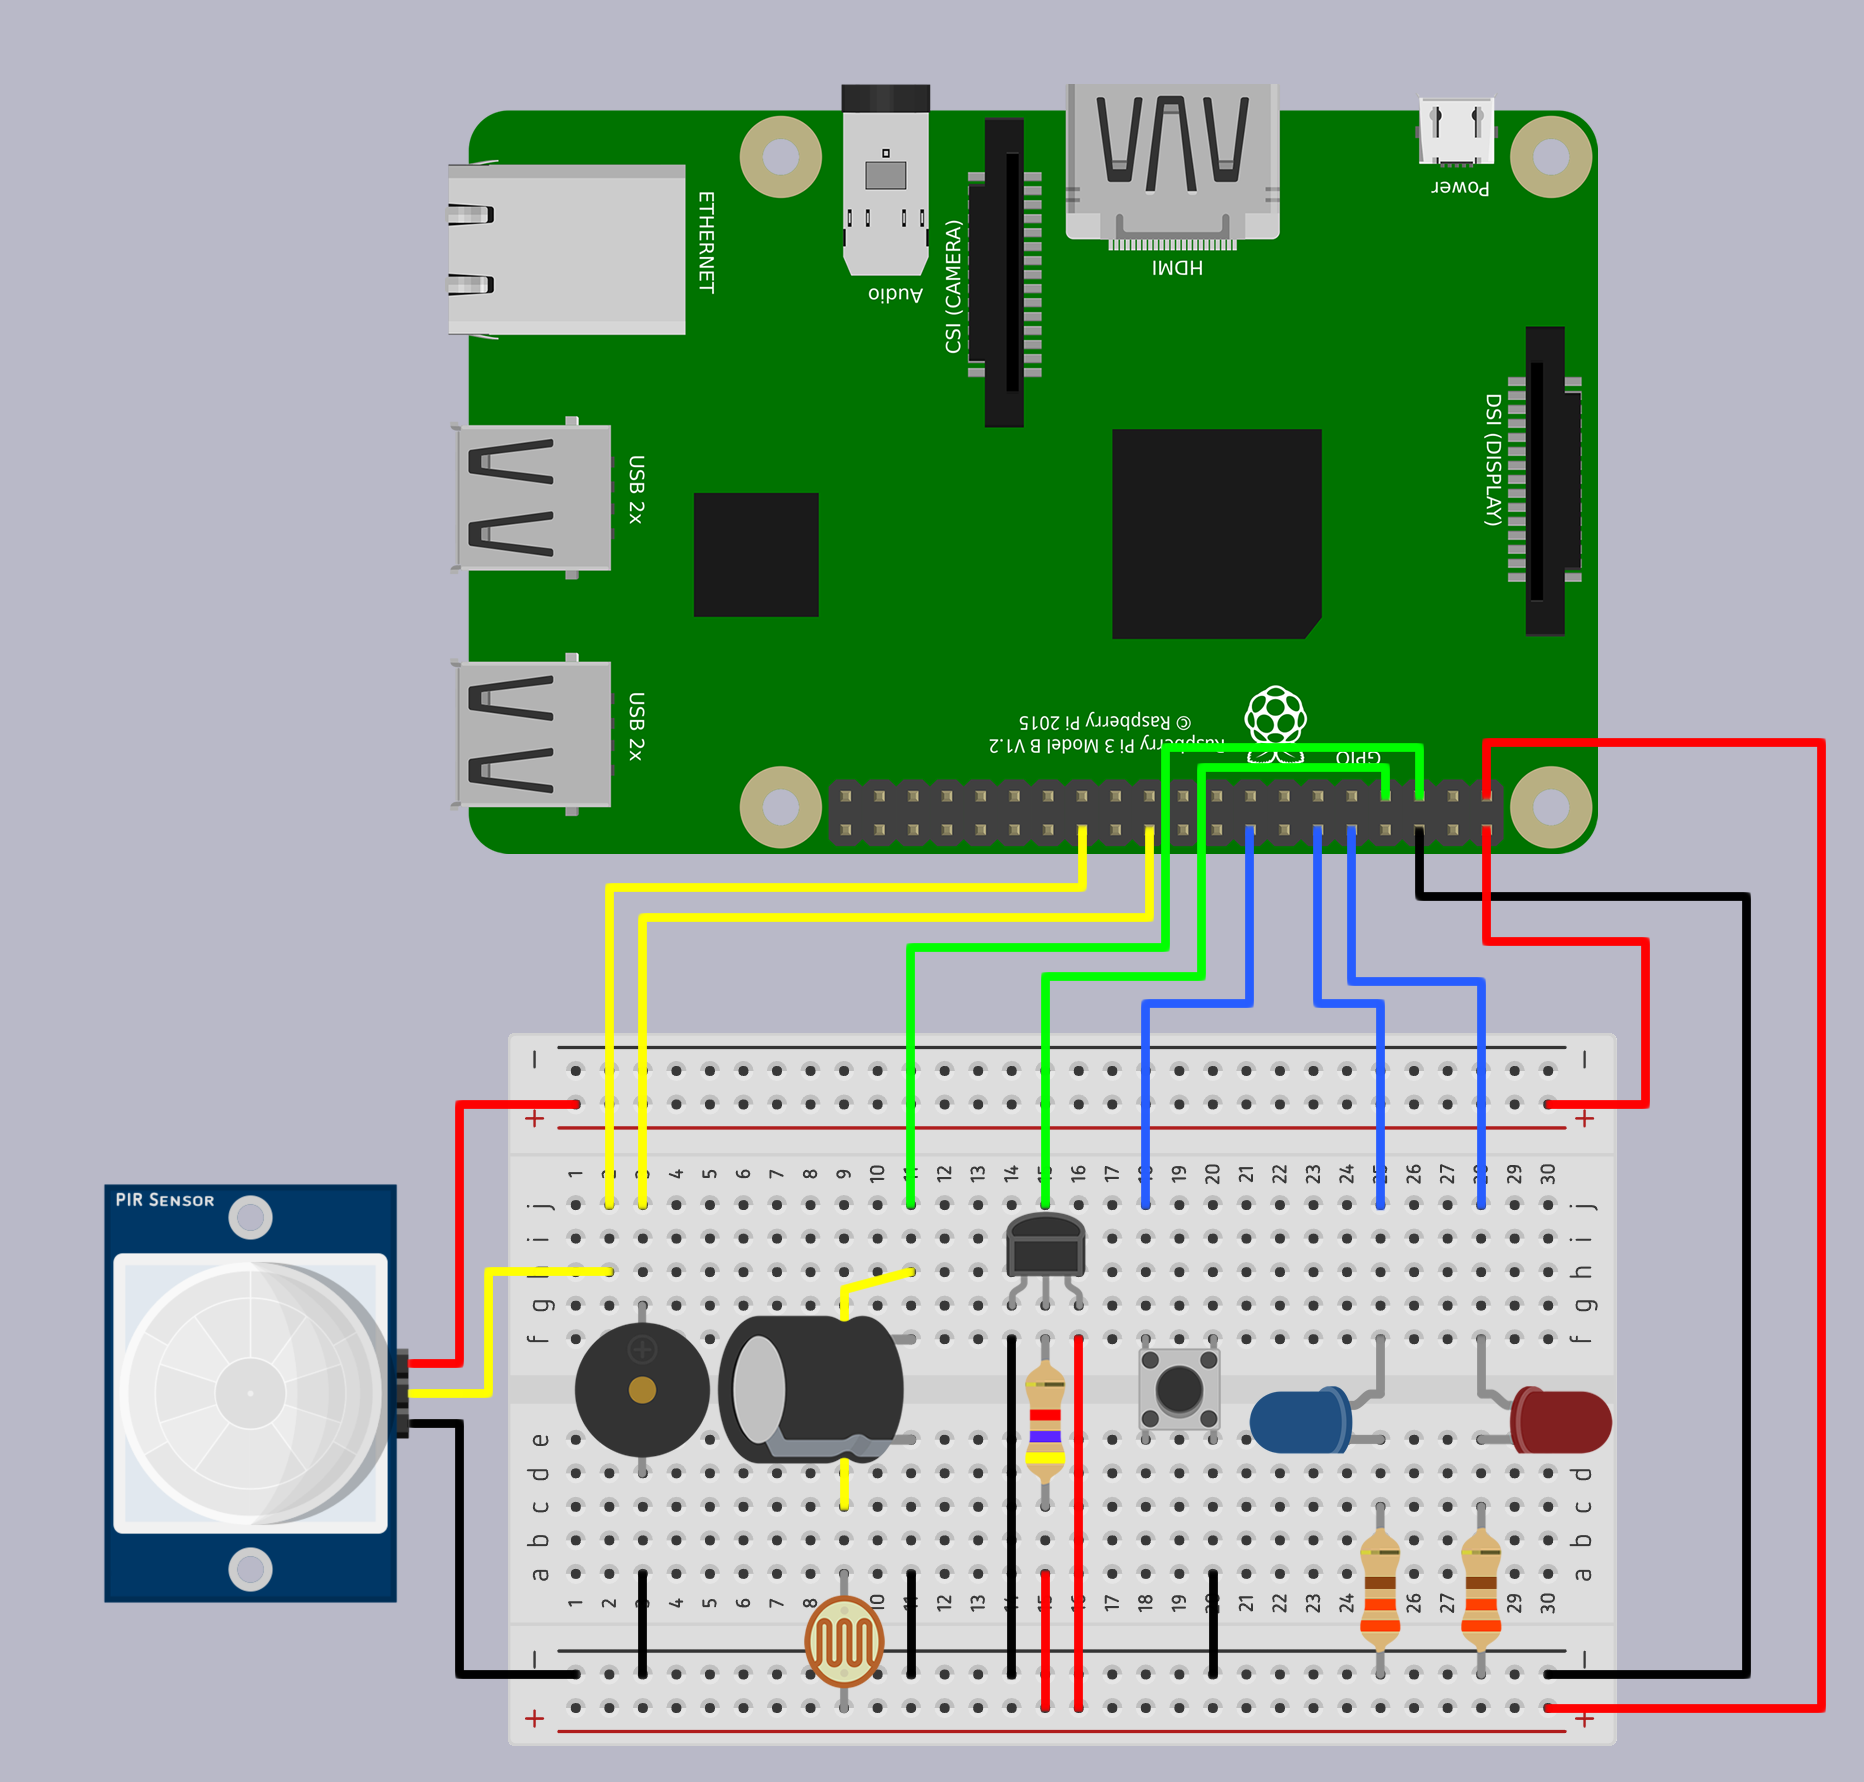 ETHERNET
Audio
CSI (CAMERA)
HDMI
Power
DSI (DISPLAY)
USB 2x
USB 2x
© Raspberry Pi 2015
Raspberry Pi 3 Model B V1.2
GPIO
− −
+ +
1 2 3 4 5 6 7 8 9 10 11 12 13 14 15 16 17 18 19 20 21 22 23 24 25 26 27 28 29 30
PIR SENSOR
j j
i i
h h
g g
f f
e e
d d
c c
b b
a a
1 2 3 4 5 6 7 8 10 11 12 13 14 15 16 17 18 19 20 21 22 23 24 26 27 29 30
− −
+ +